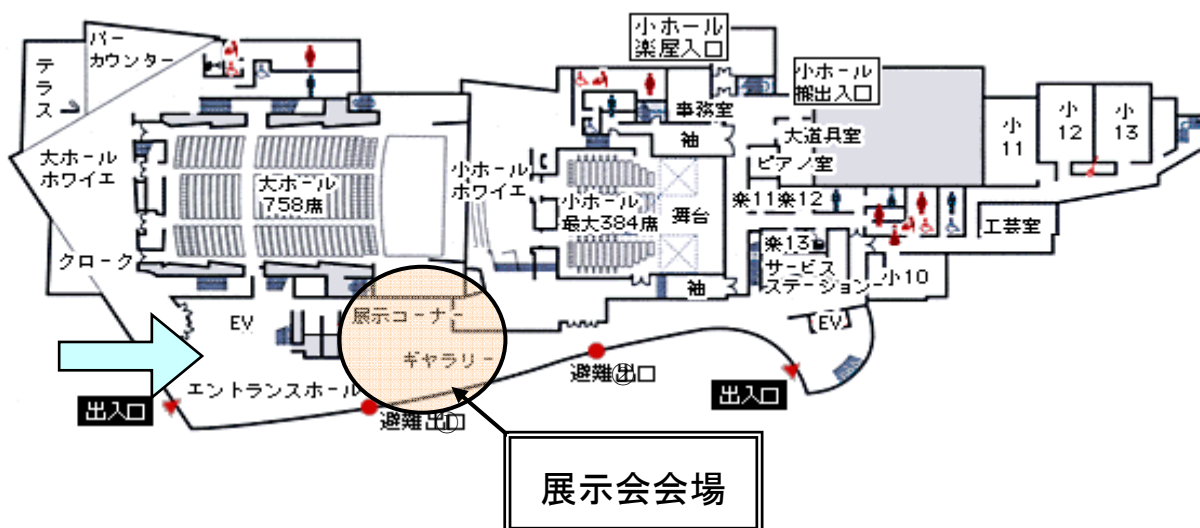 バー
カウンター
テラス
大ホール
ホワイエ
クローク
大ホール
758席
EV
展示コーナー
ギャラリー
エントランスホール
出入口
避難出口
小ホール
ホワイエ
小ホール
最大384席
舞台
袖
袖
事務室
小ホール
楽屋入口
小ホール
搬出入口
大道具室
ピアノ室
楽11
楽12
楽13
サービス
ステーション
小10
EV
避難出口
出入口
小
11
小
12
小
13
工芸室
展示会会場